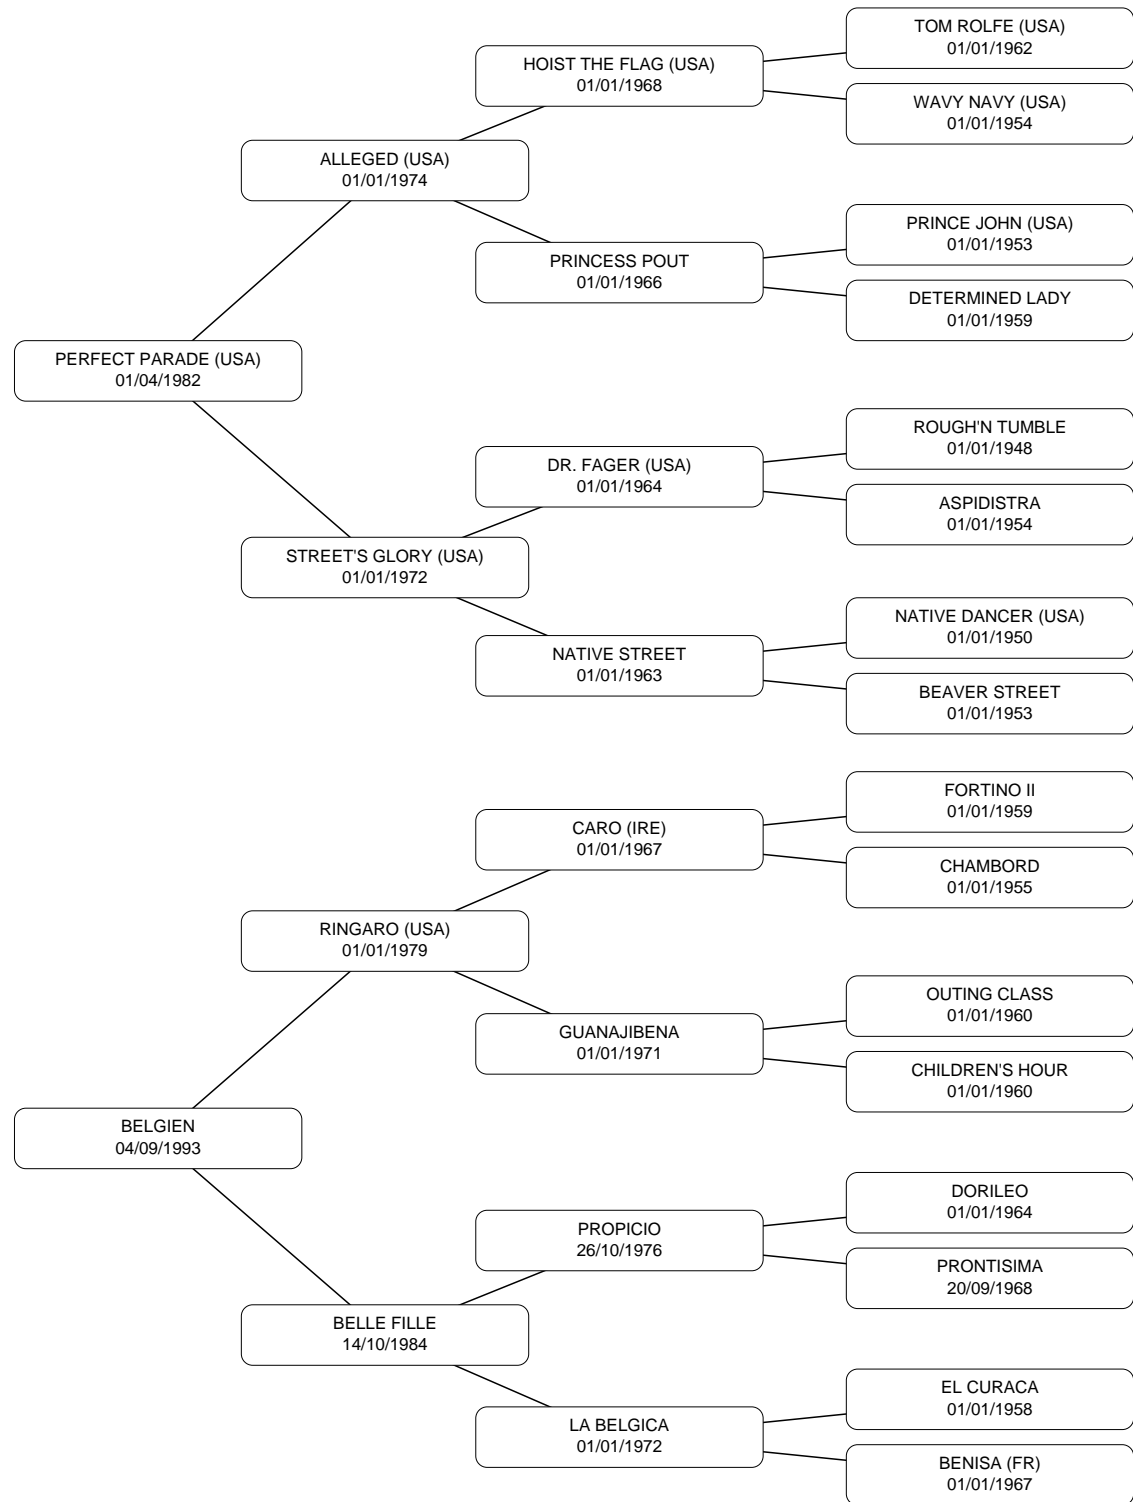 TOM ROLFE (USA)
01/01/1962
HOIST THE FLAG (USA)
01/01/1968
WAVY NAVY (USA)
01/01/1954
ALLEGED (USA)
01/01/1974
PRINCE JOHN (USA)
01/01/1953
PRINCESS POUT
01/01/1966
DETERMINED LADY
01/01/1959
PERFECT PARADE (USA)
01/04/1982
ROUGH'N TUMBLE
01/01/1948
DR. FAGER (USA)
01/01/1964
ASPIDISTRA
01/01/1954
STREET'S GLORY (USA)
01/01/1972
NATIVE DANCER (USA)
01/01/1950
NATIVE STREET
01/01/1963
BEAVER STREET
01/01/1953
FORTINO II
01/01/1959
CARO (IRE)
01/01/1967
CHAMBORD
01/01/1955
RINGARO (USA)
01/01/1979
OUTING CLASS
01/01/1960
GUANAJIBENA
01/01/1971
CHILDREN'S HOUR
01/01/1960
BELGIEN
04/09/1993
DORILEO
01/01/1964
PROPICIO
26/10/1976
PRONTISIMA
20/09/1968
BELLE FILLE
14/10/1984
EL CURACA
01/01/1958
LA BELGICA
01/01/1972
BENISA (FR)
01/01/1967